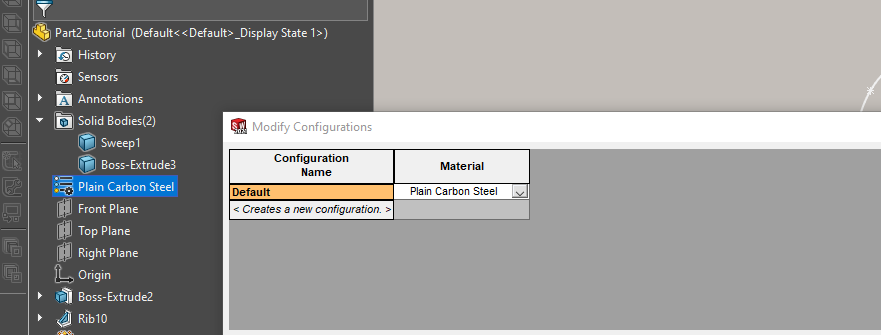 Part2_tutorial (Default<<Default>_Display State 1>)
History
Sensors
Annotations
Solid Bodies(2)
Sweep1
Boss-Extrude3
Plain Carbon Steel
Front Plane
Top Plane
Right Plane
Origin
Boss-Extrude2
Rib10
Modify Configurations
Configuration
Name
Material
Default
Plain Carbon Steel
< Creates a new configuration. >